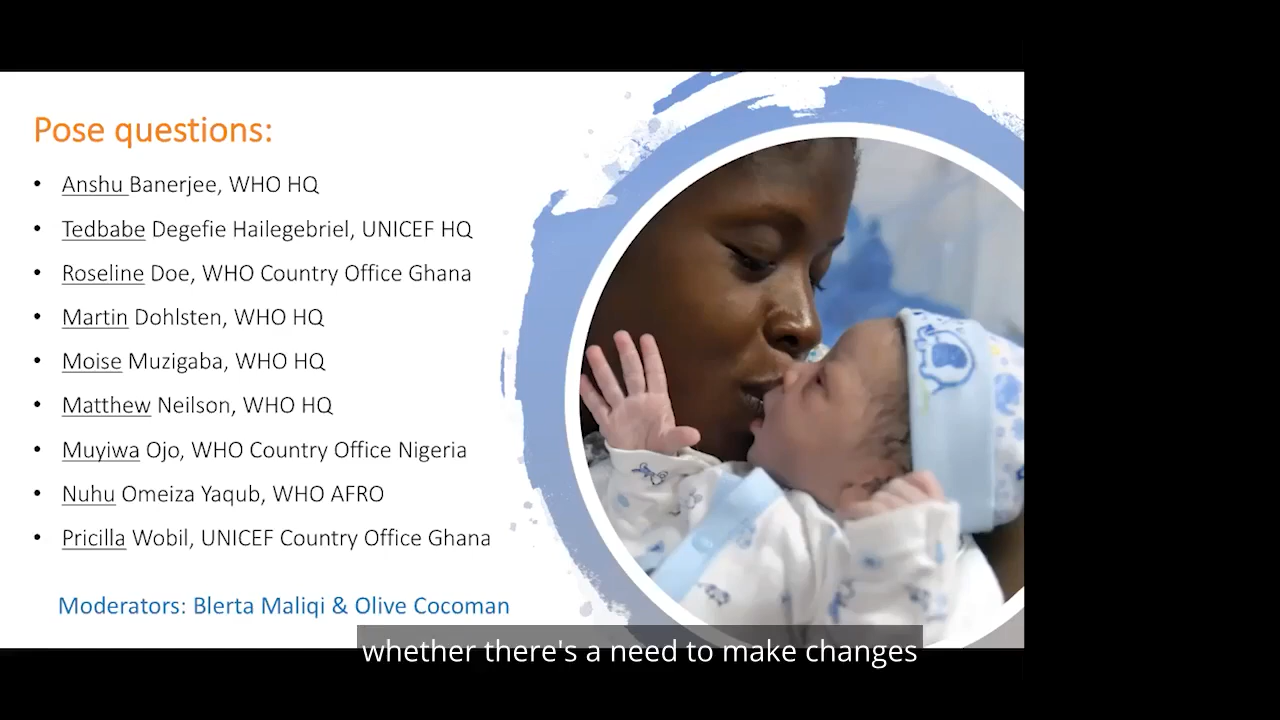 Pose questions:
• Anshu Banerjee, WHO HQ
• Tedbabe Degefie Hailegebriel, UNICEF HQ
• Roseline Doe, WHO Country Office Ghana
• Martin Dohlsten, WHO HQ
• Moise Muzigaba, WHO HQ
• Matthew Neilson, WHO HQ
• Muyiwa Ojo, WHO Country Office Nigeria
• Nuhu Omeiza Yaqub, WHO AFRO
• Pricilla Wobil, UNICEF Country Office Ghana
Moderators: Blerta Maliqi & Olive Cocoman
whether there's a need to make changes